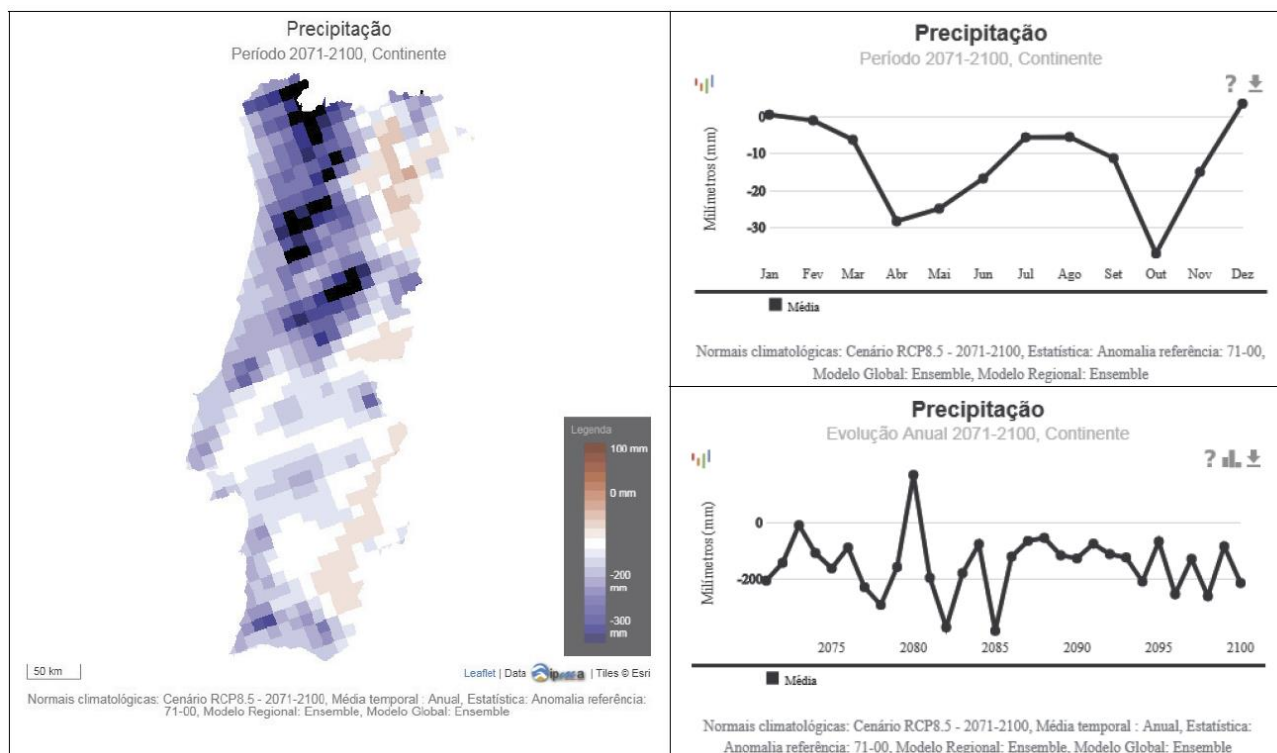 Precipitação
Período 2071-2100, Continente
Legenda
100 mm
0 mm
-200
mm
-300
mm
50 km
Leaflet | Data ipma | Tiles © Esri
Normais climatológicas: Cenário RCP8.5 - 2071-2100, Média temporal : Anual, Estatística: Anomalia referência:
71-00, Modelo Regional: Ensemble, Modelo Global: Ensemble
Precipitação
Período 2071-2100, Continente
?
Milímetros (mm)
0
-10
-20
-30
Jan Fev Mar Abr Mai Jun Jul Ago Set Out Nov Dez
Média
Normais climatológicas: Cenário RCP8.5 - 2071-2100, Estatística: Anomalia referência: 71-00,
Modelo Global: Ensemble, Modelo Regional: Ensemble
Precipitação
Evolução Anual 2071-2100, Continente
?
Milímetros (mm)
0
-200
2075 2080 2085 2090 2095 2100
Média
Normais climatológicas: Cenário RCP8.5 - 2071-2100, Média temporal : Anual, Estatística:
Anomalia referência: 71-00, Modelo Regional: Ensemble, Modelo Global: Ensemble